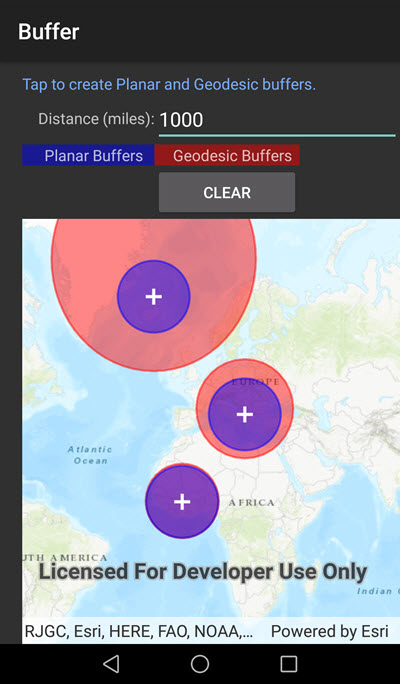 Buffer
Tap to create Planar and Geodesic buffers.
Distance (miles): 1000
Planar Buffers Geodesic Buffers
CLEAR
EUROPE
Atlantic
Ocean
AFRICA
UTH AMERICA
Licensed For Developer Use Only
Indian
RJGC, Esri, HERE, FAO, NOAA,... Powered by Esri